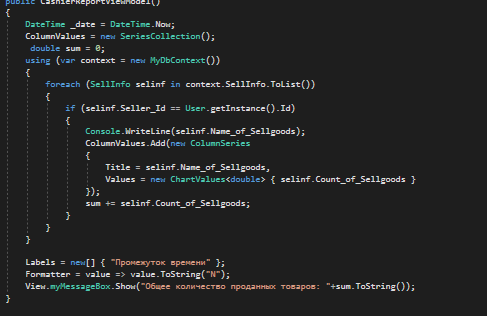 public CashierReportViewModel()
{
DateTime _date = DateTime.Now;
ColumnValues = new SeriesCollection();
double sum = 0;
using (var context = new MyDbContext())
{
foreach (SellInfo selinf in context.SellInfo.ToList())
{
if (selinf.Seller_Id == User.getInstance().Id)
{
Console.WriteLine(selinf.Name_of_Sellgoods);
ColumnValues.Add(new ColumnSeries
{
Title = selinf.Name_of_Sellgoods,
Values = new ChartValues<double> { selinf.Count_of_Sellgoods }
});
sum += selinf.Count_of_Sellgoods;
}
}
}
Labels = new[] { "Промежуток времени" };
Formatter = value => value.ToString("N");
View.myMessageBox.Show("Общее количество проданных товаров: "+sum.ToString());
}